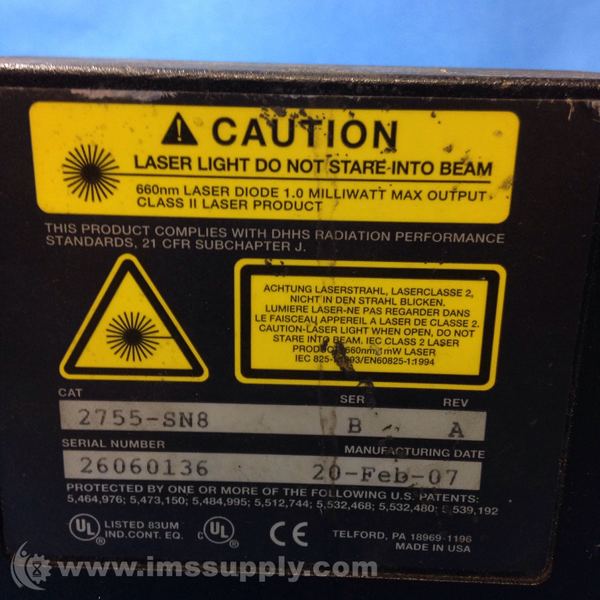 CAUTION
LASER LIGHT DO NOT STARE INTO BEAM
660nm LASER DIODE 1.0 MILLIWATT MAX OUTPUT
CLASS II LASER PRODUCT
THIS PRODUCT COMPLIES WITH DHHS RADIATION PERFORMANCE
STANDARDS, 21 CFR SUBCHAPTER J.
ACHTUNG LASERSTRAHL, LASERCLASSE 2,
NICHT IN DEN STRAHL BLICKEN.
LUMIERE LASER-NE PAS REGARDER DANS
LE FAISCEAU APPEREIL A LASER DE CLASSE 2.
CAUTION-LASER LIGHT WHEN OPEN, DO NOT
STARE INTO BEAM. IEC CLASS 2 LASER
PRODUCT 660nm 1mW LASER
IEC 825-1:1993/EN60825-1:1994
CAT SER REV
2755-SN8 B A
SERIAL NUMBER MANUFACTURING DATE
26060136 20-Feb-07
PROTECTED BY ONE OR MORE OF THE FOLLOWING U.S. PATENTS:
5,464,976; 5,473,150; 5,484,995; 5,512,744; 5,532,468; 5,532,480; 5,539,192
UL LISTED 83UM UL CE TELFORD, PA 18969-1196
IND.CONT. EQ. C MADE IN USA
© www.imssupply.com/